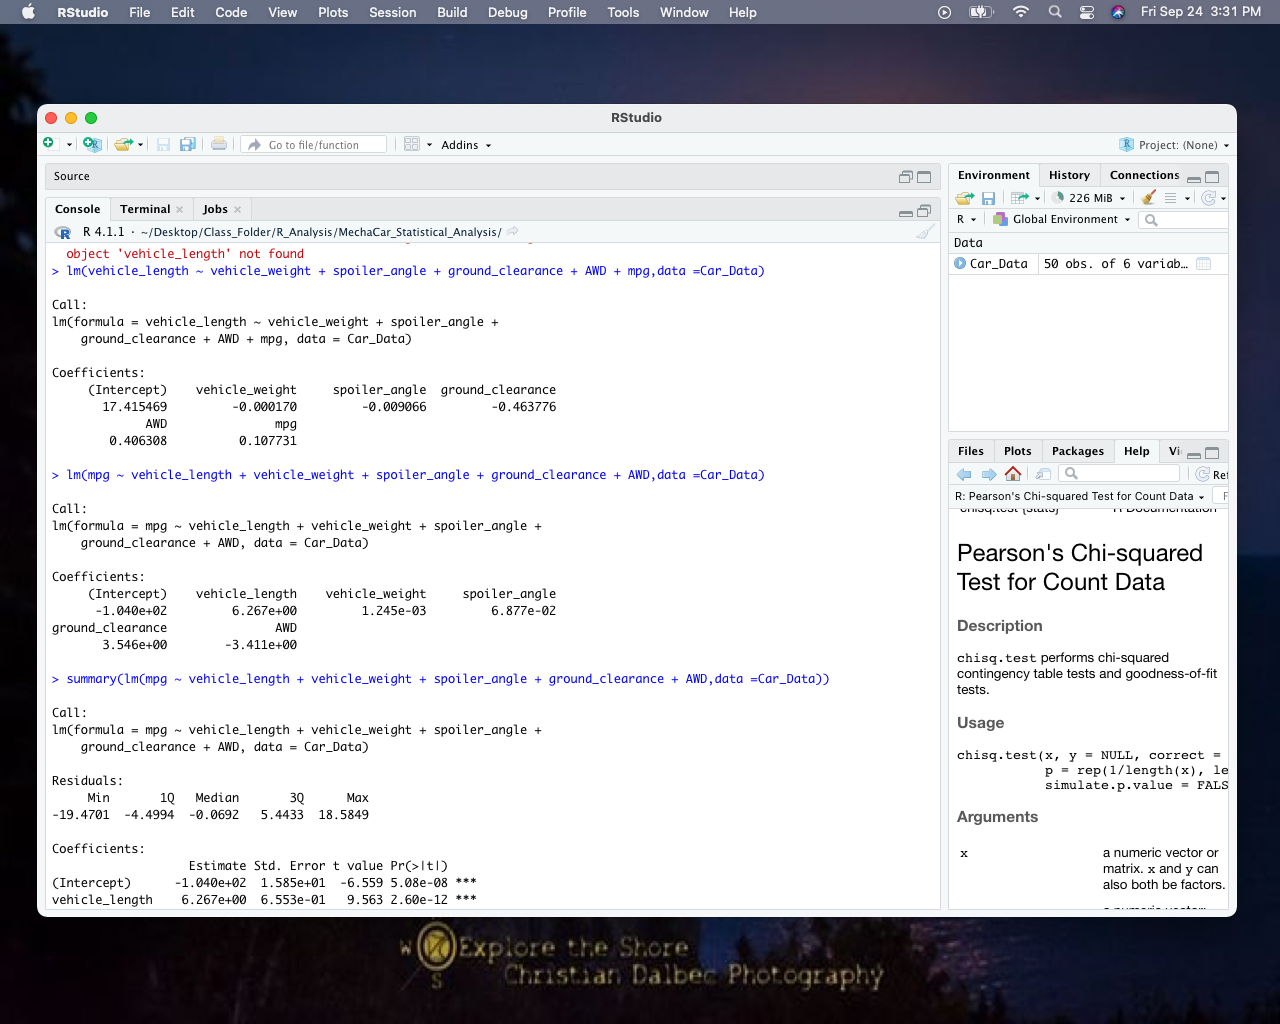 RStudio File Edit Code View Plots Session Build Debug Profile Tools Window Help Fri Sep 24 3:31 PM
RStudio
Go to file/function Addins Project: (None)
Source
Console Terminal Jobs
R 4.1.1 · ~/Desktop/Class_Folder/R_Analysis/MechaCar_Statistical_Analysis/
object 'vehicle_length' not found
> lm(vehicle_length ~ vehicle_weight + spoiler_angle + ground_clearance + AWD + mpg,data =Car_Data)
Call:
lm(formula = vehicle_length ~ vehicle_weight + spoiler_angle +
ground_clearance + AWD + mpg, data = Car_Data)
Coefficients:
(Intercept) vehicle_weight spoiler_angle ground_clearance
17.415469 -0.000170 -0.009066 -0.463776
AWD mpg
0.406308 0.107731
> lm(mpg ~ vehicle_length + vehicle_weight + spoiler_angle + ground_clearance + AWD,data =Car_Data)
Call:
lm(formula = mpg ~ vehicle_length + vehicle_weight + spoiler_angle +
ground_clearance + AWD, data = Car_Data)
Coefficients:
(Intercept) vehicle_length vehicle_weight spoiler_angle
-1.040e+02 6.267e+00 1.245e-03 6.877e-02
ground_clearance AWD
3.546e+00 -3.411e+00
> summary(lm(mpg ~ vehicle_length + vehicle_weight + spoiler_angle + ground_clearance + AWD,data =Car_Data))
Call:
lm(formula = mpg ~ vehicle_length + vehicle_weight + spoiler_angle +
ground_clearance + AWD, data = Car_Data)
Residuals:
Min 1Q Median 3Q Max
-19.4701 -4.4994 -0.0692 5.4433 18.5849
Coefficients:
Estimate Std. Error t value Pr(>|t|)
(Intercept) -1.040e+02 1.585e+01 -6.559 5.08e-08 ***
vehicle_length 6.267e+00 6.553e-01 9.563 2.60e-12 ***
Environment History Connections
226 MiB
R Global Environment
Data
Car_Data 50 obs. of 6 variab…
Files Plots Packages Help Vi
Ref
R: Pearson's Chi-squared Test for Count Data F
chisq.test {stats} R Documentation
Pearson's Chi-squared
Test for Count Data
Description
chisq.test performs chi-squared
contingency table tests and goodness-of-fit
tests.
Usage
chisq.test(x, y = NULL, correct =
p = rep(1/length(x), le
simulate.p.value = FALS
Arguments
x a numeric vector or
matrix. x and y can
also both be factors.
W Explore the Shore
S Christian Dalbec Photography